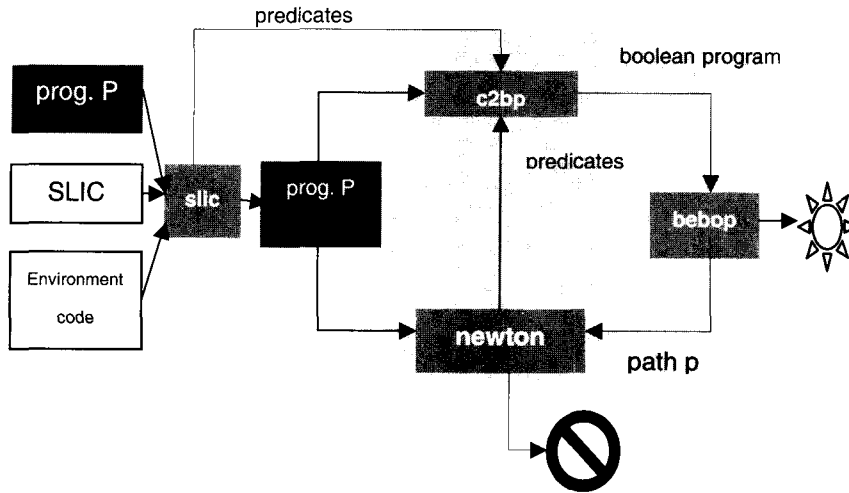 predicates
prog. P
SLIC
Environment
code
slic
prog. P
c2bp
boolean program
predicates
bebop
newton
path p